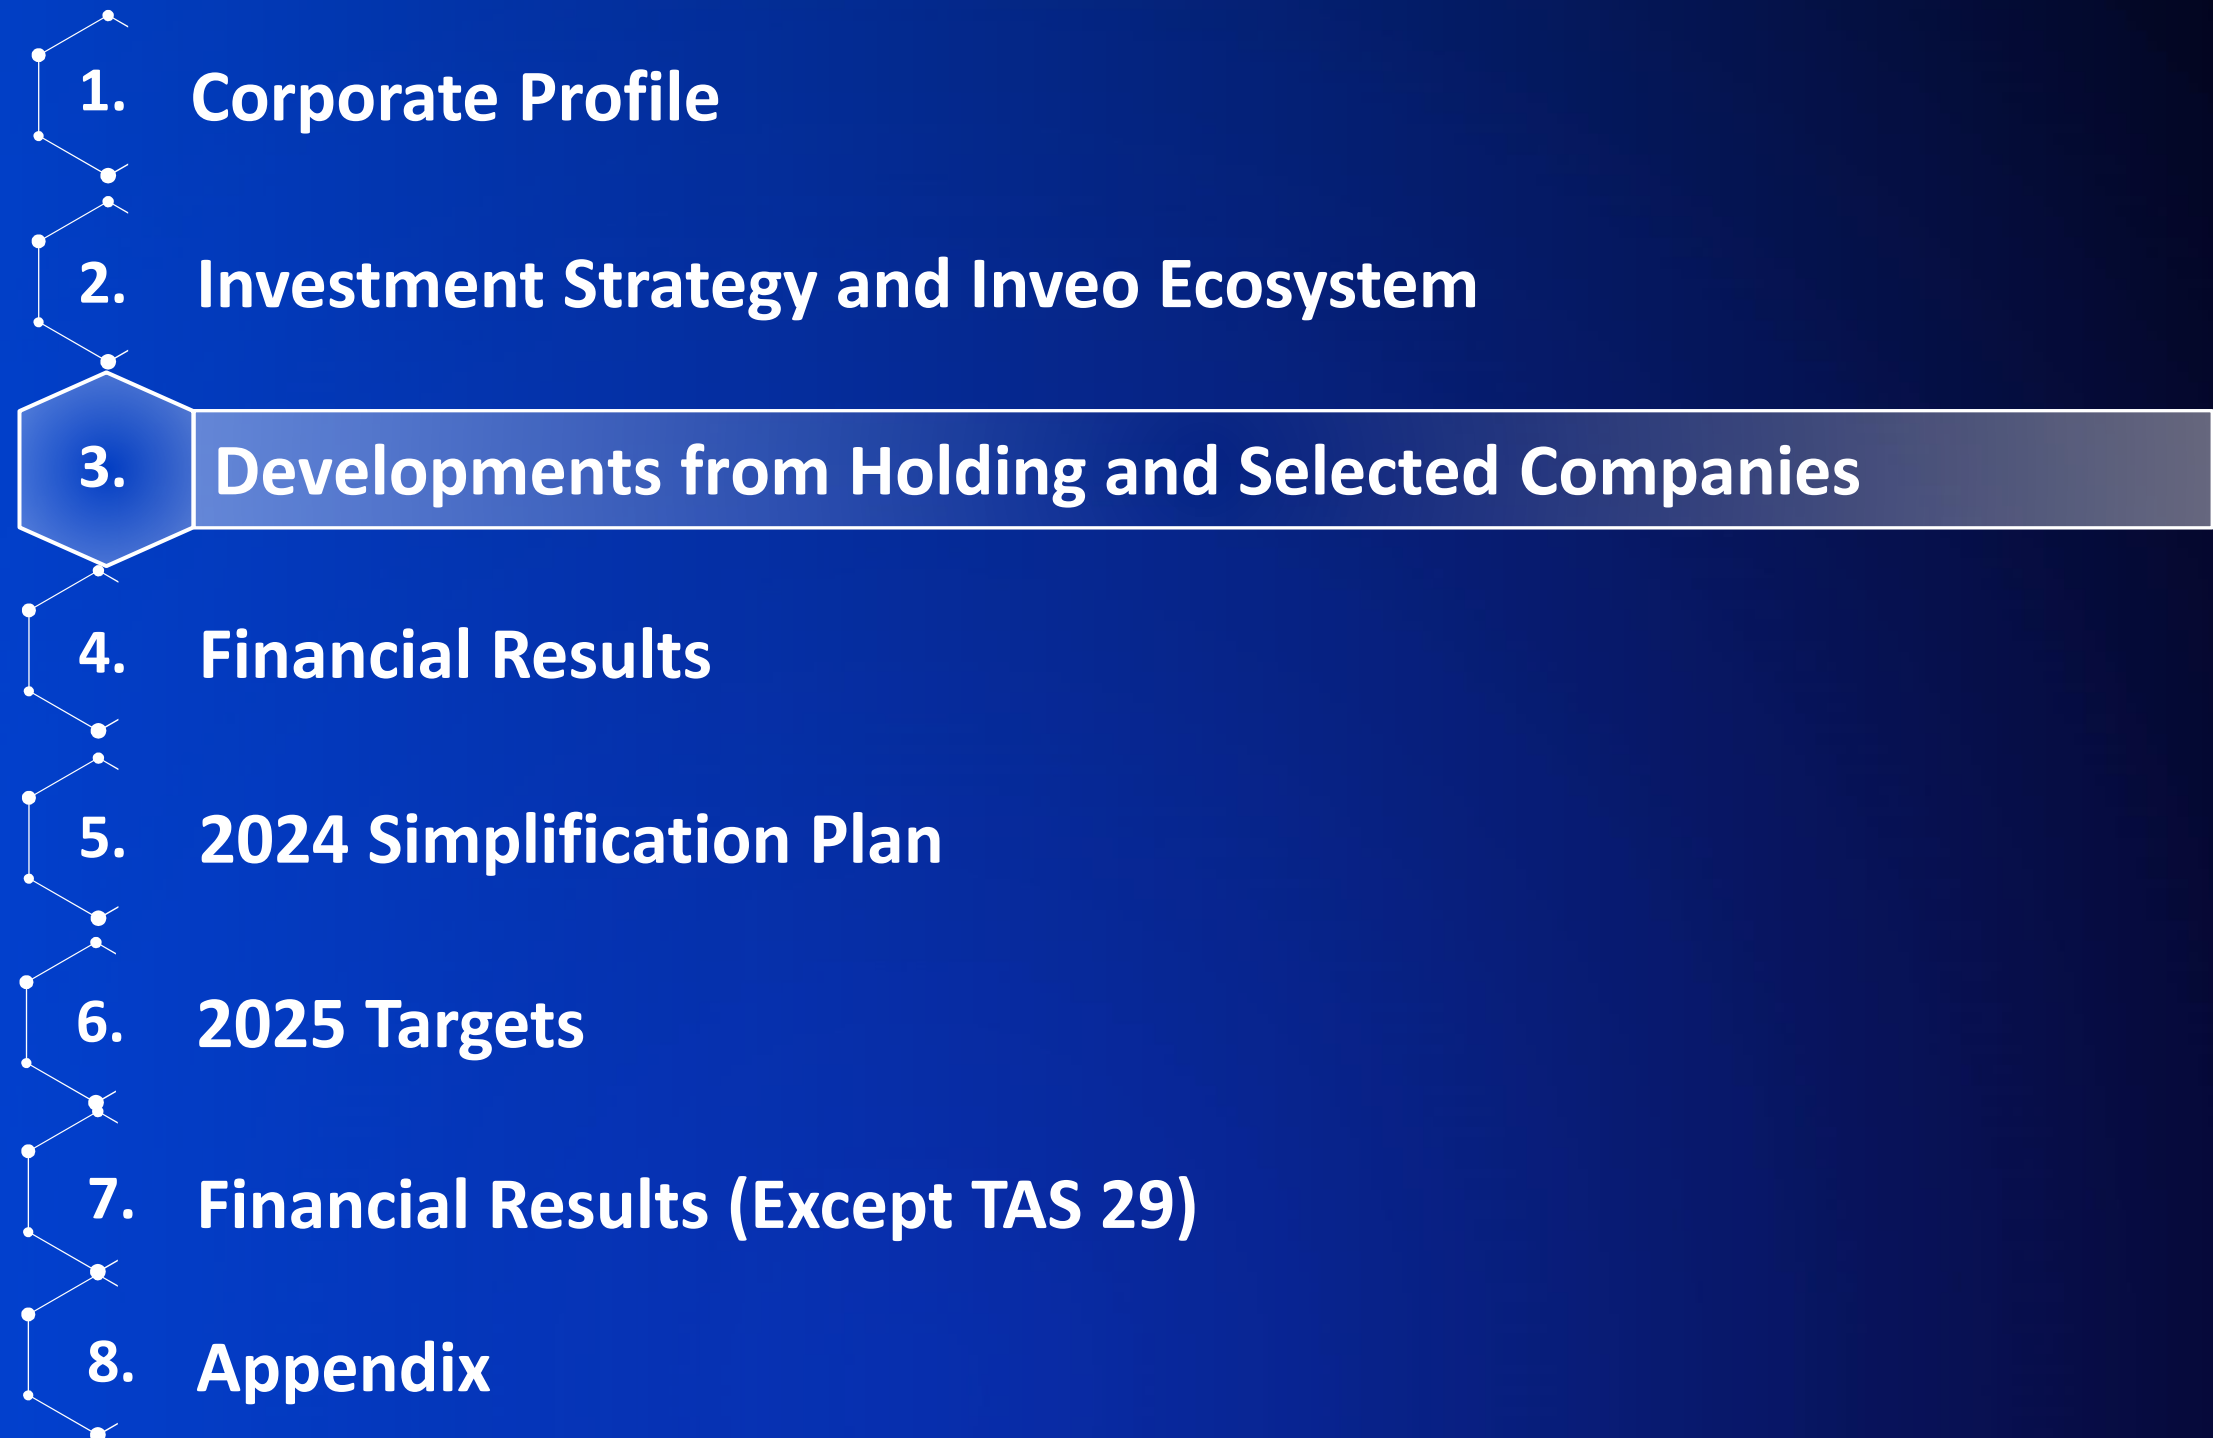 1. Corporate Profile
2. Investment Strategy and Inveo Ecosystem
3. Developments from Holding and Selected Companies
4. Financial Results
5. 2024 Simplification Plan
6. 2025 Targets
7. Financial Results (Except TAS 29)
8. Appendix